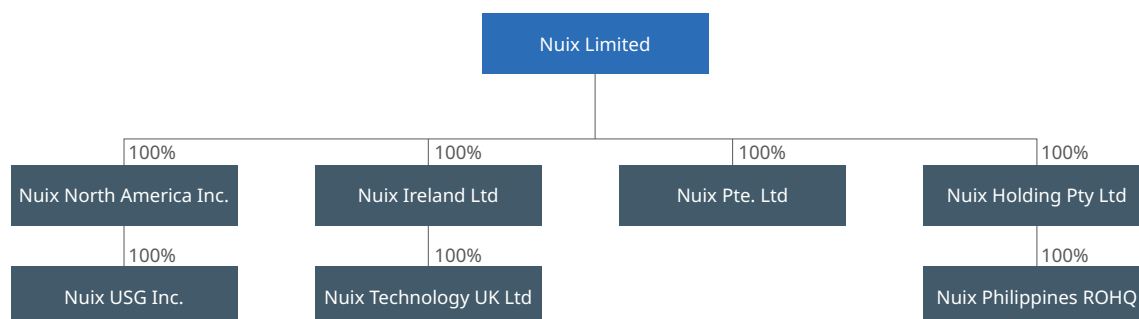 Nuix Limited
100%
100%
100%
100%
Nuix North America Inc.
Nuix Ireland Ltd
Nuix Pte. Ltd
Nuix Holding Pty Ltd
100%
100%
100%
Nuix USG Inc.
Nuix Technology UK Ltd
Nuix Philippines ROHQ